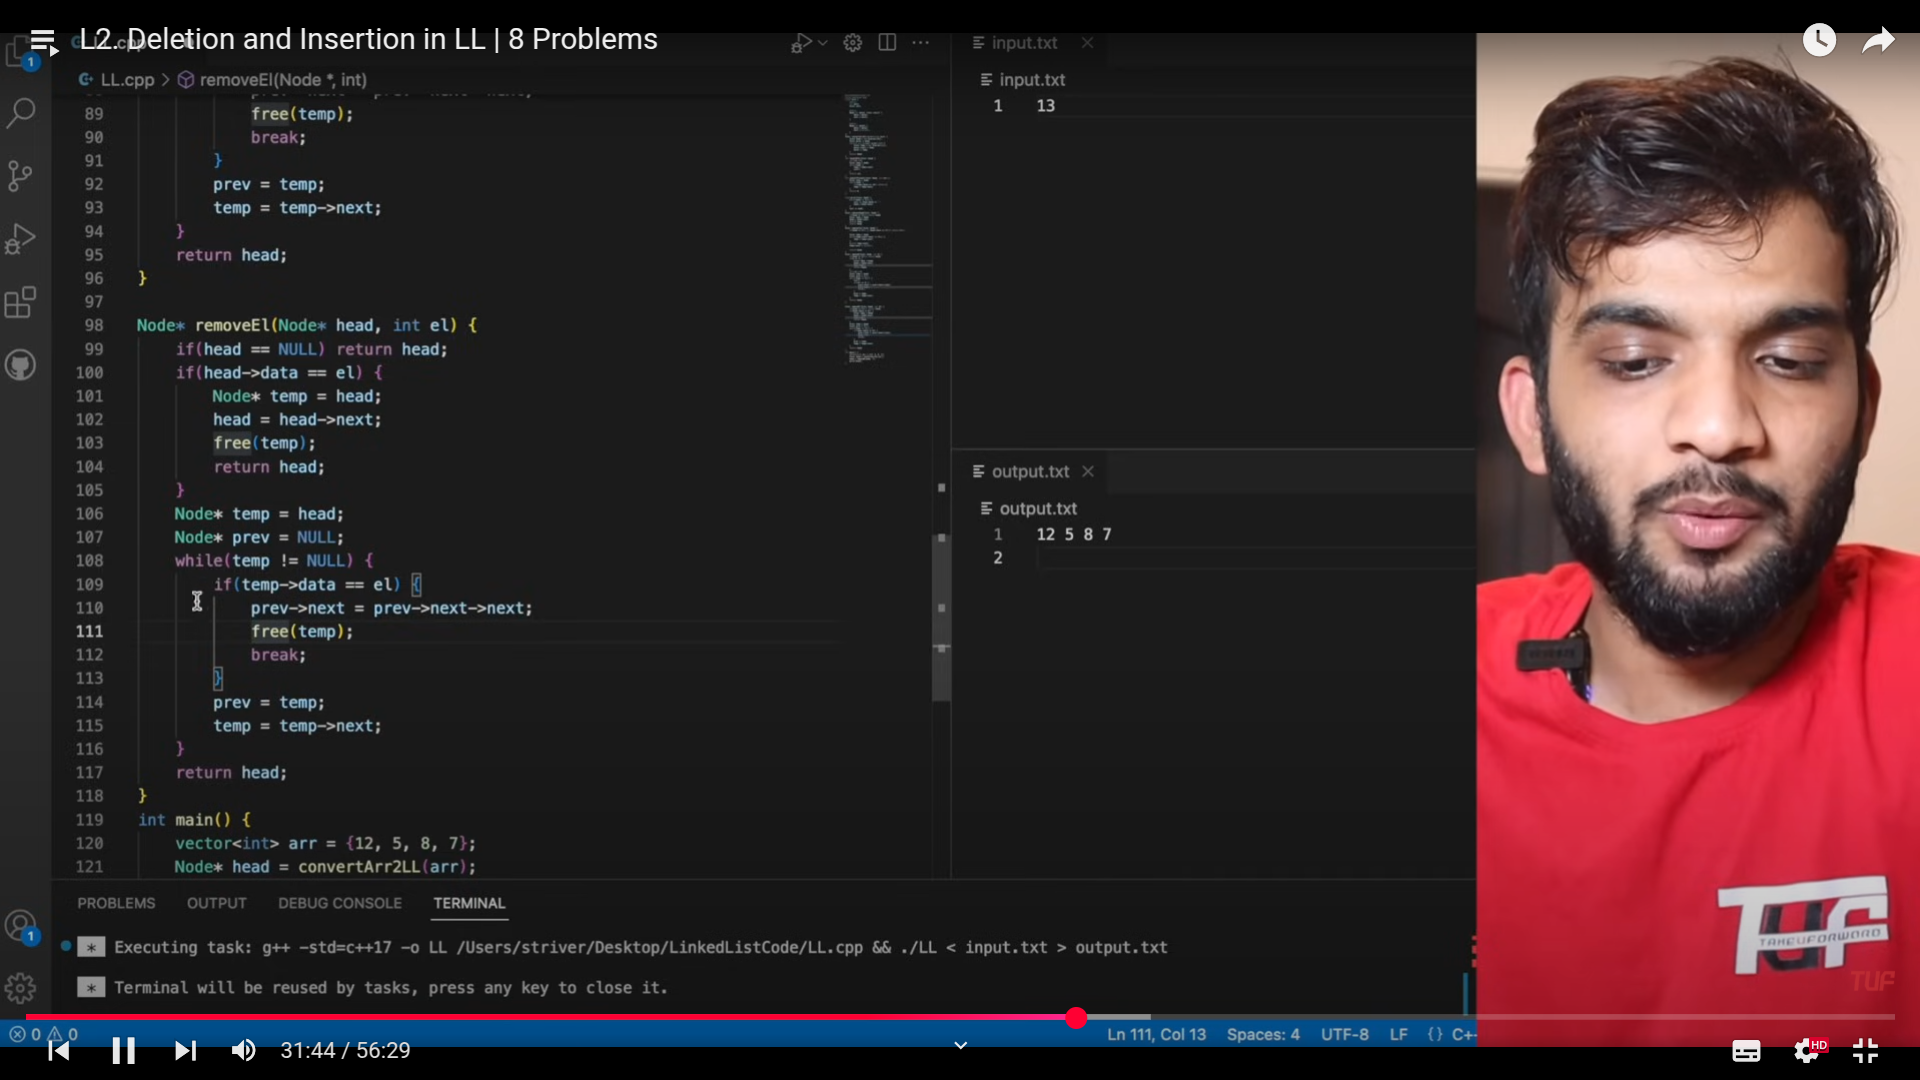 L2. Deletion and Insertion in LL | 8 Problems
LL.cpp > removeEl(Node *, int)
89 free(temp);
90 break;
91 }
92 prev = temp;
93 temp = temp->next;
94 }
95 return head;
96 }
97
98 Node* removeEl(Node* head, int el) {
99 if(head == NULL) return head;
100 if(head->data == el) {
101 Node* temp = head;
102 head = head->next;
103 free(temp);
104 return head;
105 }
106 Node* temp = head;
107 Node* prev = NULL;
108 while(temp != NULL) {
109 if(temp->data == el) {
110 prev->next = prev->next->next;
111 free(temp);
112 break;
113 }
114 prev = temp;
115 temp = temp->next;
116 }
117 return head;
118 }
119 int main() {
120 vector<int> arr = {12, 5, 8, 7};
121 Node* head = convertArr2LL(arr);
input.txt
input.txt
1 13
output.txt
output.txt
1 12 5 8 7
2
PROBLEMS OUTPUT DEBUG CONSOLE TERMINAL
* Executing task: g++ -std=c++17 -o LL /Users/striver/Desktop/LinkedListCode/LL.cpp && ./LL < input.txt > output.txt
* Terminal will be reused by tasks, press any key to close it.
1
1
0 0 Ln 111, Col 13 Spaces: 4 UTF-8 LF {} C+
31:44 / 56:29
HD
TUF
TAKEUFORWARD
TUF